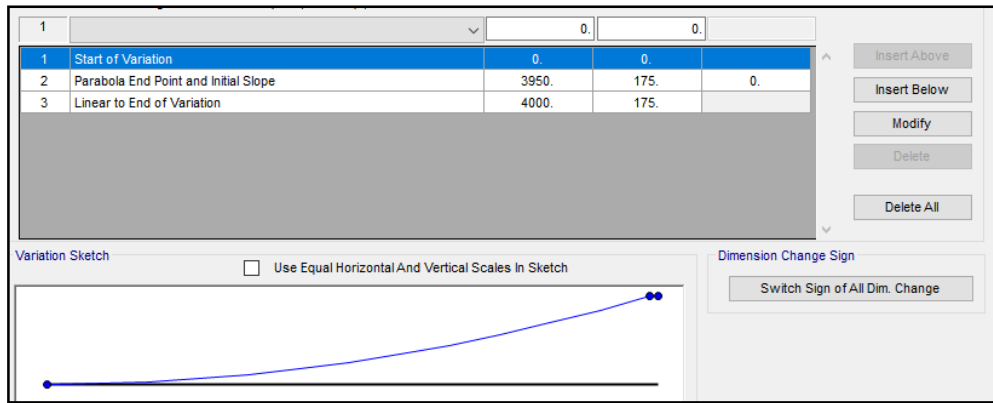 1 0. 0.
1 Start of Variation 0. 0.
2 Parabola End Point and Initial Slope 3950. 175. 0.
3 Linear to End of Variation 4000. 175.
Insert Above
Insert Below
Modify
Delete
Delete All
Variation Sketch
Use Equal Horizontal And Vertical Scales In Sketch
Dimension Change Sign
Switch Sign of All Dim. Change